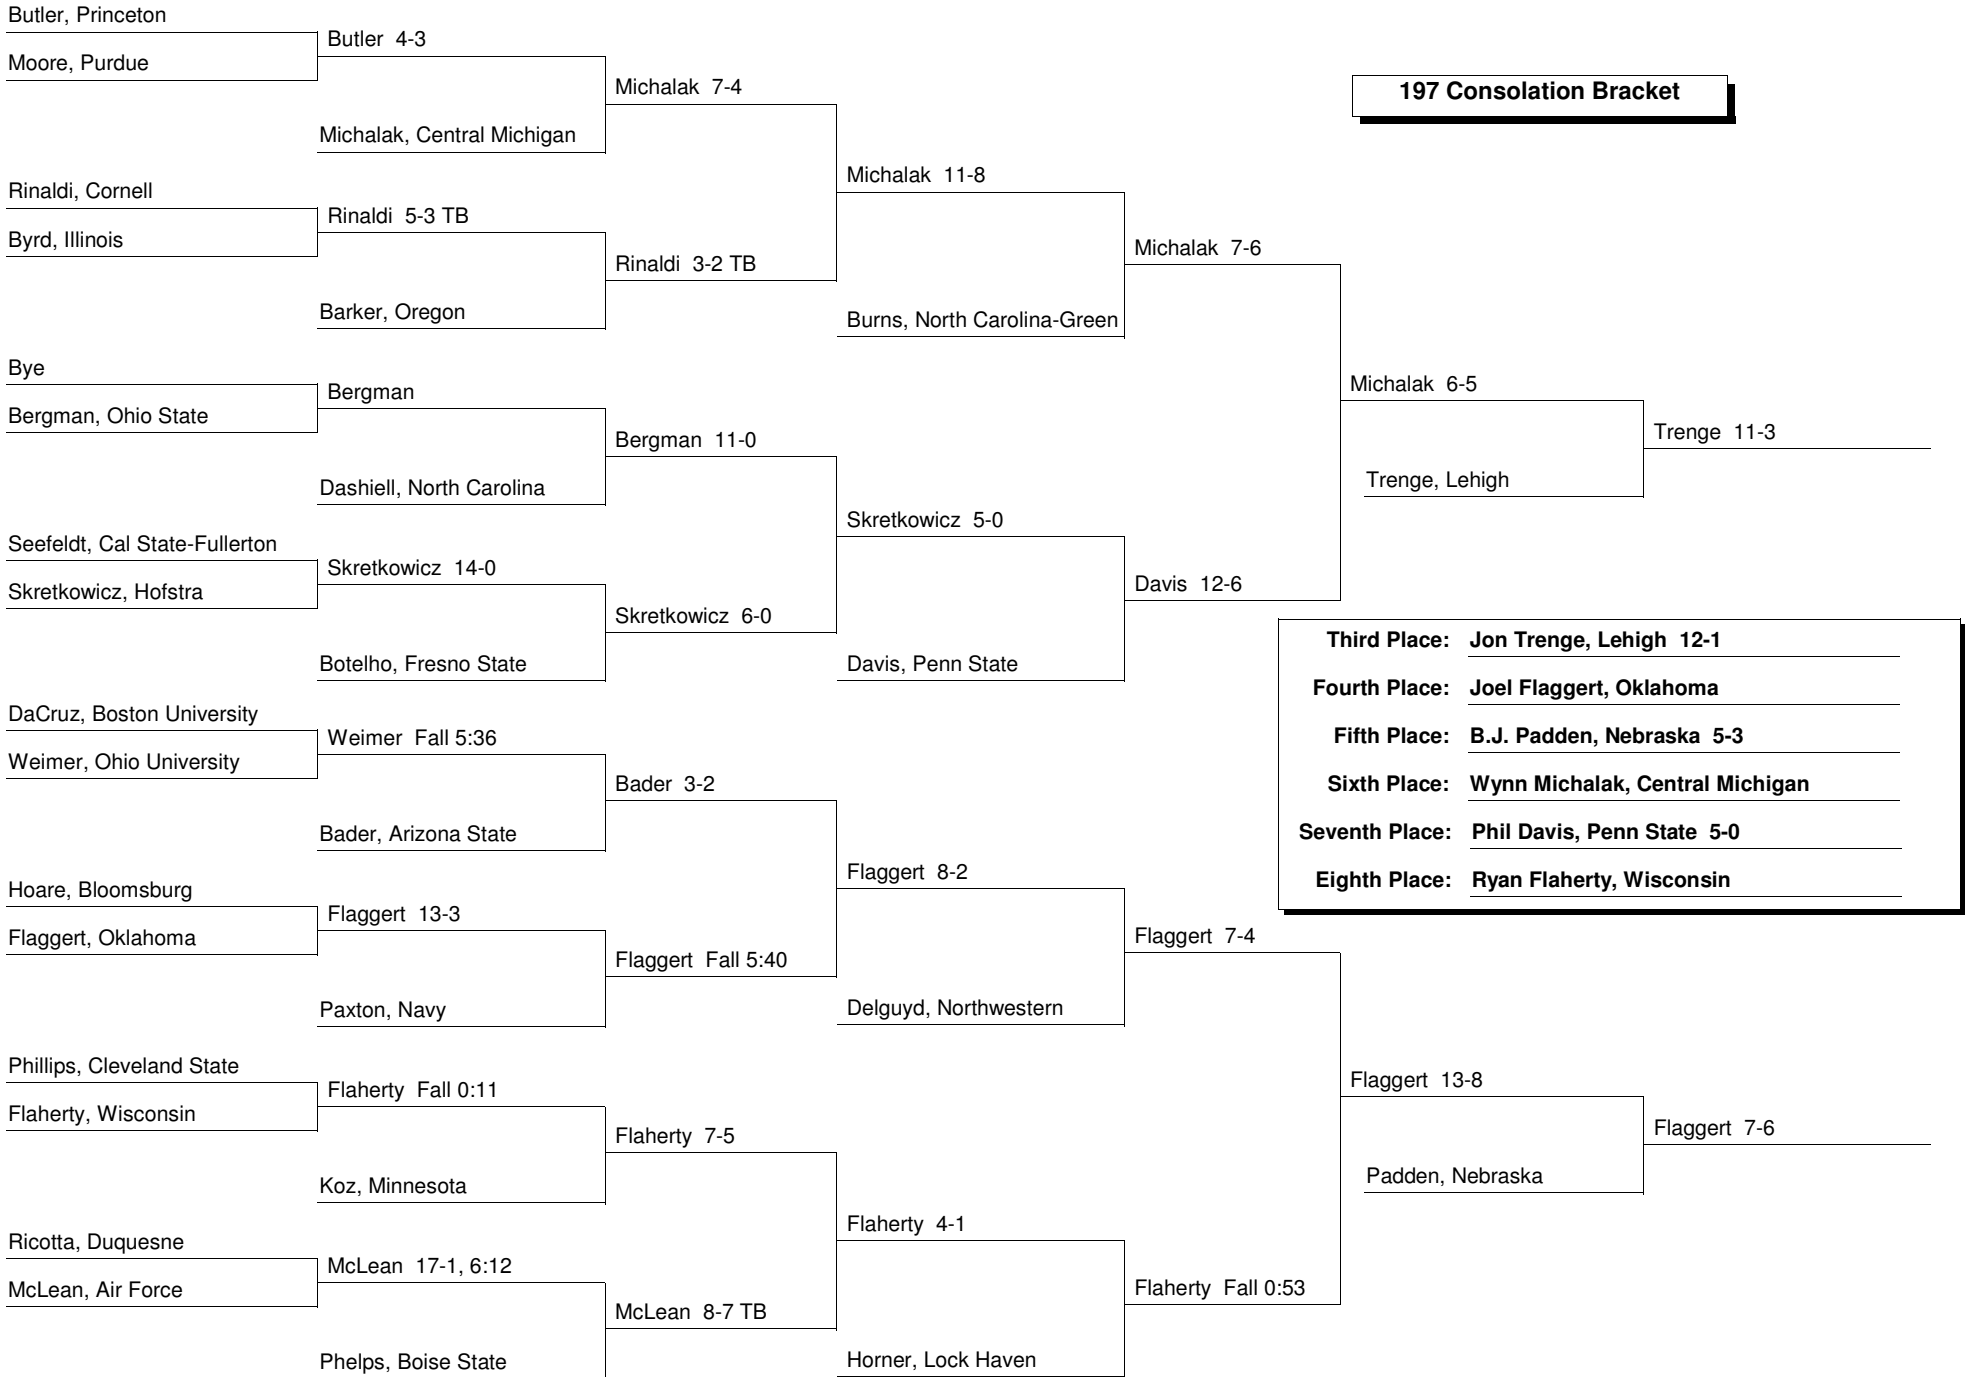 Butler, Princeton
Moore, Purdue
Butler 4-3
Michalak, Central Michigan
Michalak 7-4
Rinaldi, Cornell
Byrd, Illinois
Rinaldi 5-3 TB
Barker, Oregon
Rinaldi 3-2 TB
Michalak 11-8
Burns, North Carolina-Green
Michalak 7-6
Bye
Bergman, Ohio State
Bergman
Dashiell, North Carolina
Bergman 11-0
Seefeldt, Cal State-Fullerton
Skretkowicz, Hofstra
Skretkowicz 14-0
Botelho, Fresno State
Skretkowicz 6-0
Skretkowicz 5-0
Davis, Penn State
Davis 12-6
Michalak 6-5
Trenge, Lehigh
Trenge 11-3
DaCruz, Boston University
Weimer, Ohio University
Weimer Fall 5:36
Bader, Arizona State
Bader 3-2
Hoare, Bloomsburg
Flaggert, Oklahoma
Flaggert 13-3
Paxton, Navy
Flaggert Fall 5:40
Flaggert 8-2
Delguyd, Northwestern
Flaggert 7-4
Phillips, Cleveland State
Flaherty, Wisconsin
Flaherty Fall 0:11
Koz, Minnesota
Flaherty 7-5
Ricotta, Duquesne
McLean, Air Force
McLean 17-1, 6:12
Phelps, Boise State
McLean 8-7 TB
Flaherty 4-1
Horner, Lock Haven
Flaherty Fall 0:53
Flaggert 13-8
Padden, Nebraska
Flaggert 7-6
197 Consolation Bracket
Third Place: Jon Trenge, Lehigh 12-1
Fourth Place: Joel Flaggert, Oklahoma
Fifth Place: B.J. Padden, Nebraska 5-3
Sixth Place: Wynn Michalak, Central Michigan
Seventh Place: Phil Davis, Penn State 5-0
Eighth Place: Ryan Flaherty, Wisconsin